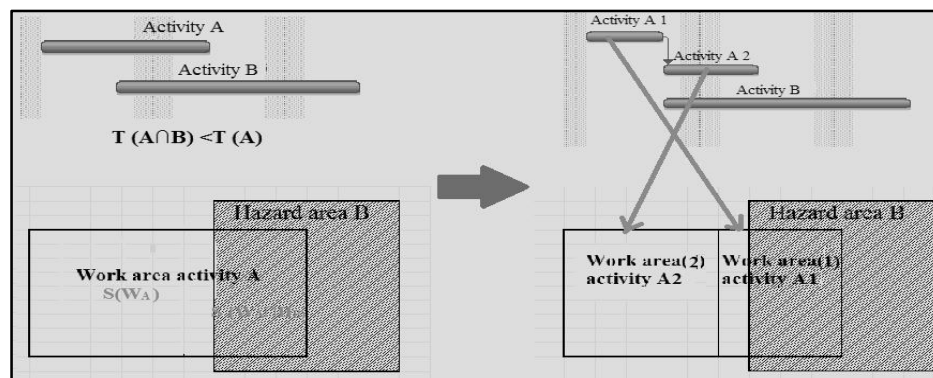 Activity A
Activity B
T (A∩B) <T (A)
Hazard area B
Work area activity A
S(WA)
Activity A 1
Activity A 2
Activity B
Hazard area B
Work area(2)
activity A2
Work area(1)
activity A1